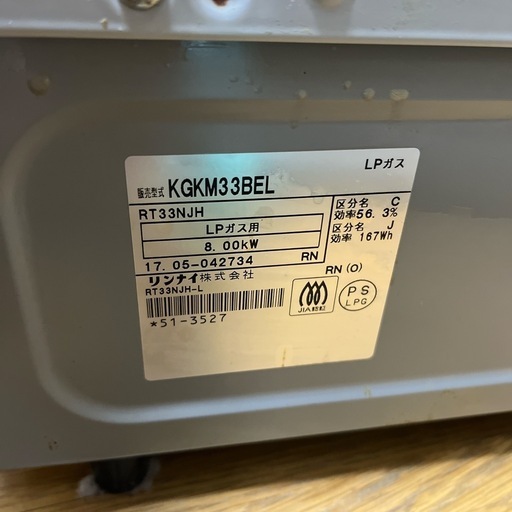 LPガス
販売型式 KGKM33BEL
RT33NJH
LPガス用
8.00kW
区分名 C
効率56.3%
区分名 J
効率 167Wh
17.05-042734 RN
リンナイ株式会社
RN (O)
RT33NJH-L
*51-3527
JIA認証
PS
LPG